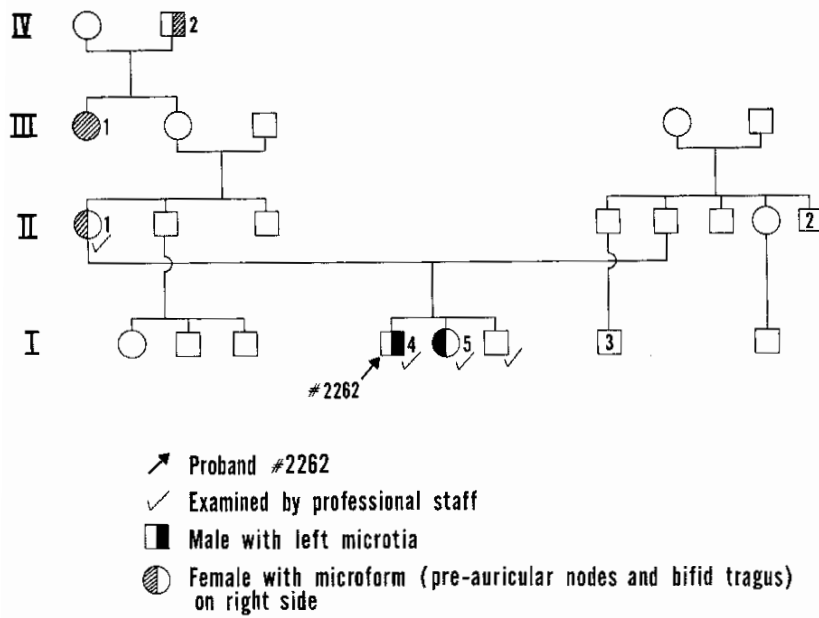 IV 2
III 1
II 1 2
I 4 5 3
#2262
Proband #2262
Examined by professional staff
Male with left microtia
Female with microform (pre-auricular nodes and bifid tragus)
on right side